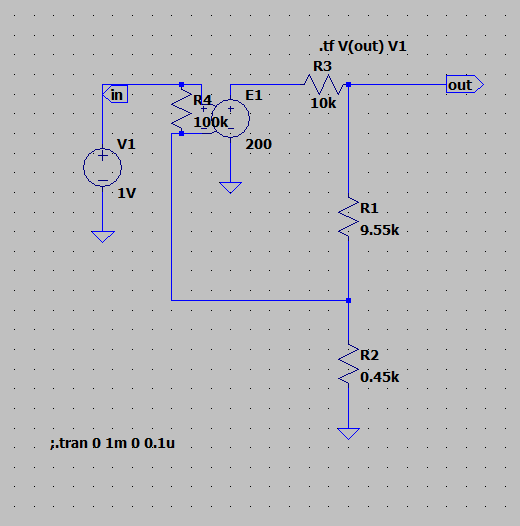 .tf V(out) V1
R3
10k
out
in
R4
100k
E1
200
V1
1V
R1
9.55k
R2
0.45k
;.tran 0 1m 0 0.1u